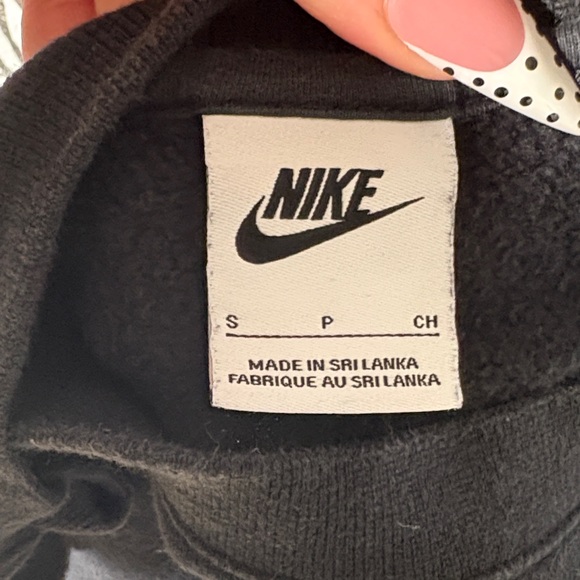 NIKE
S P CH
MADE IN SRI LANKA
FABRIQUE AU SRI LANKA